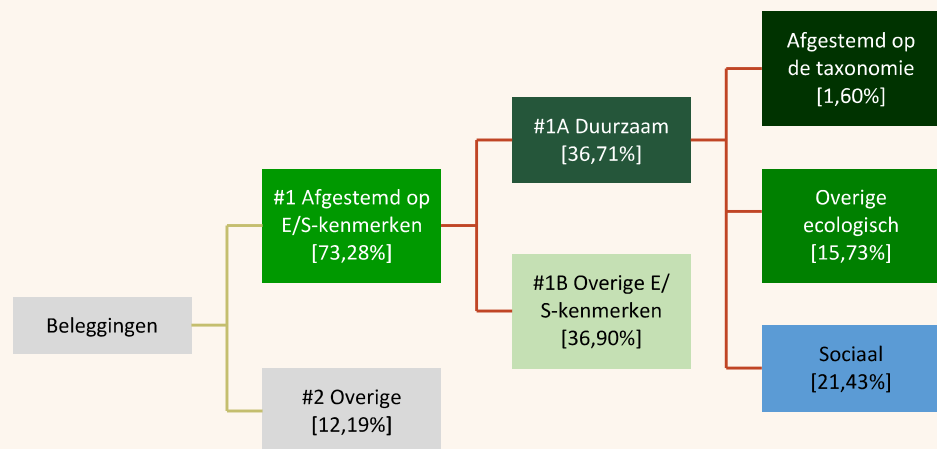 Beleggingen
#1 Afgestemd op
E/S-kenmerken
[73,28%]
#2 Overige
[12,19%]
#1A Duurzaam
[36,71%]
#1B Overige E/
S-kenmerken
[36,90%]
Afgestemd op
de taxonomie
[1,60%]
Overige
ecologisch
[15,73%]
Sociaal
[21,43%]